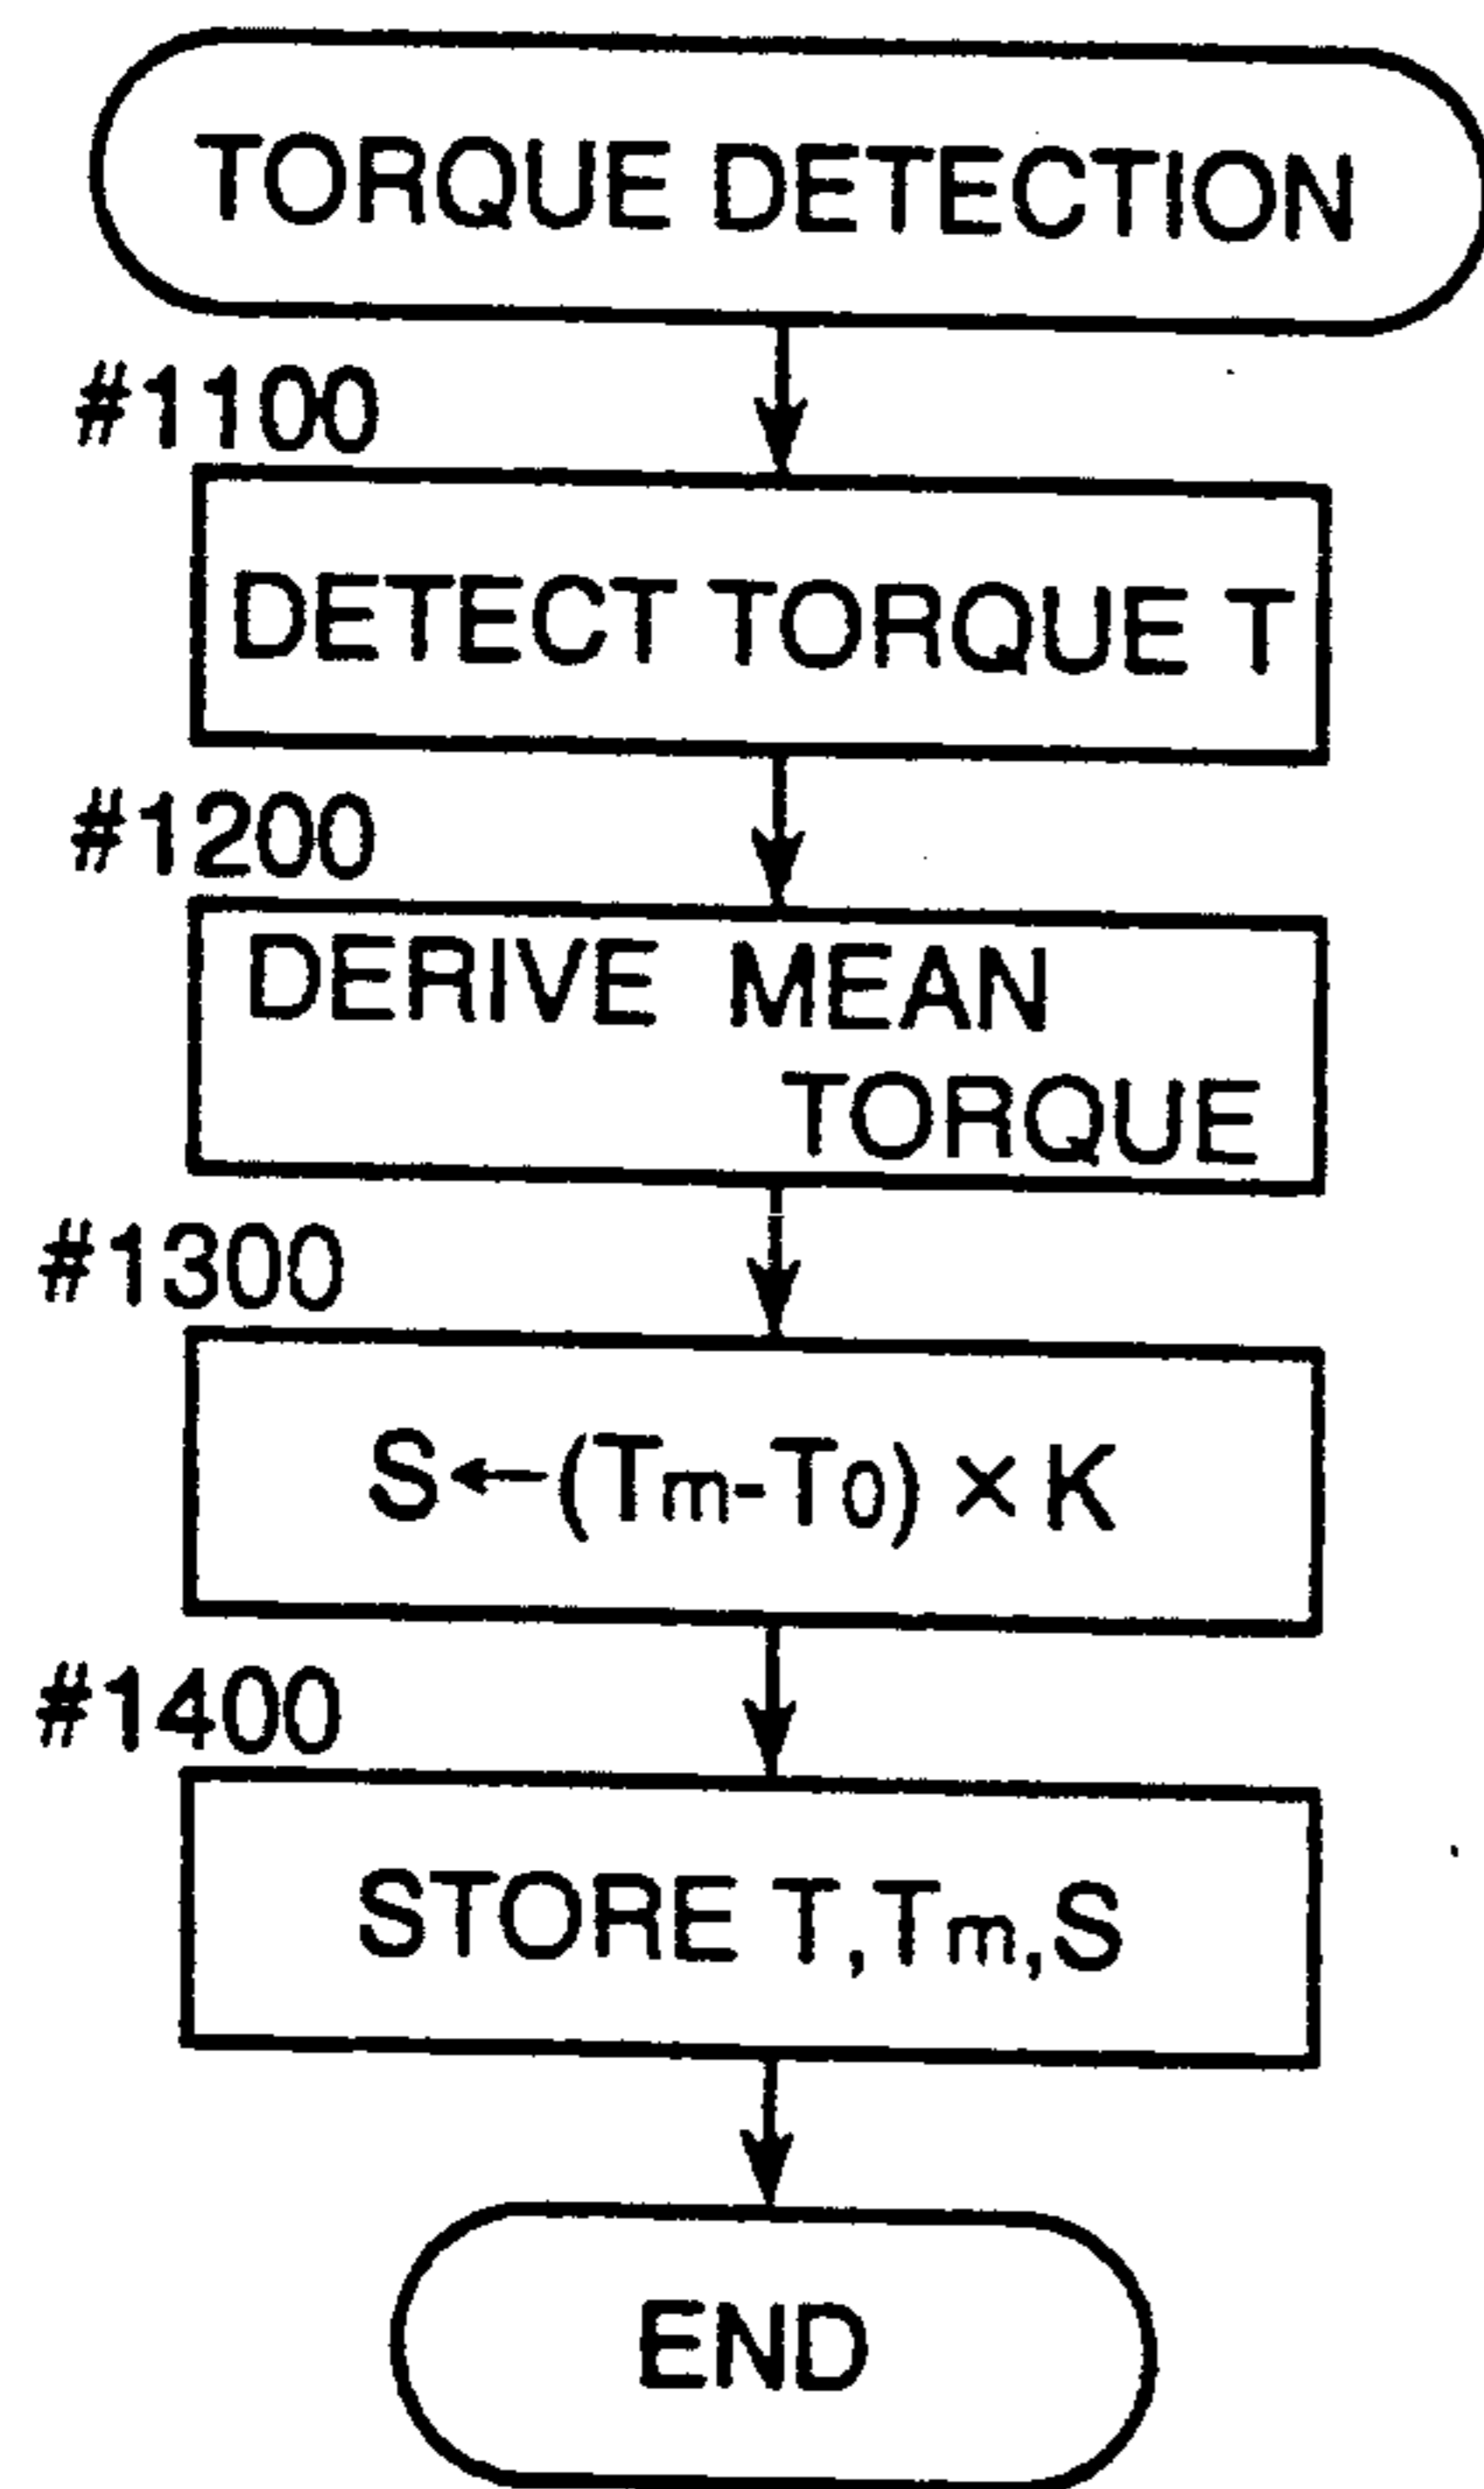 TORQUE DETECTION
#1100
DETECT TORQUE T
#1200
DERIVE MEAN
TORQUE
#1300
S←(Tm-T0)×K
#1400
STORE T,Tm,S
END